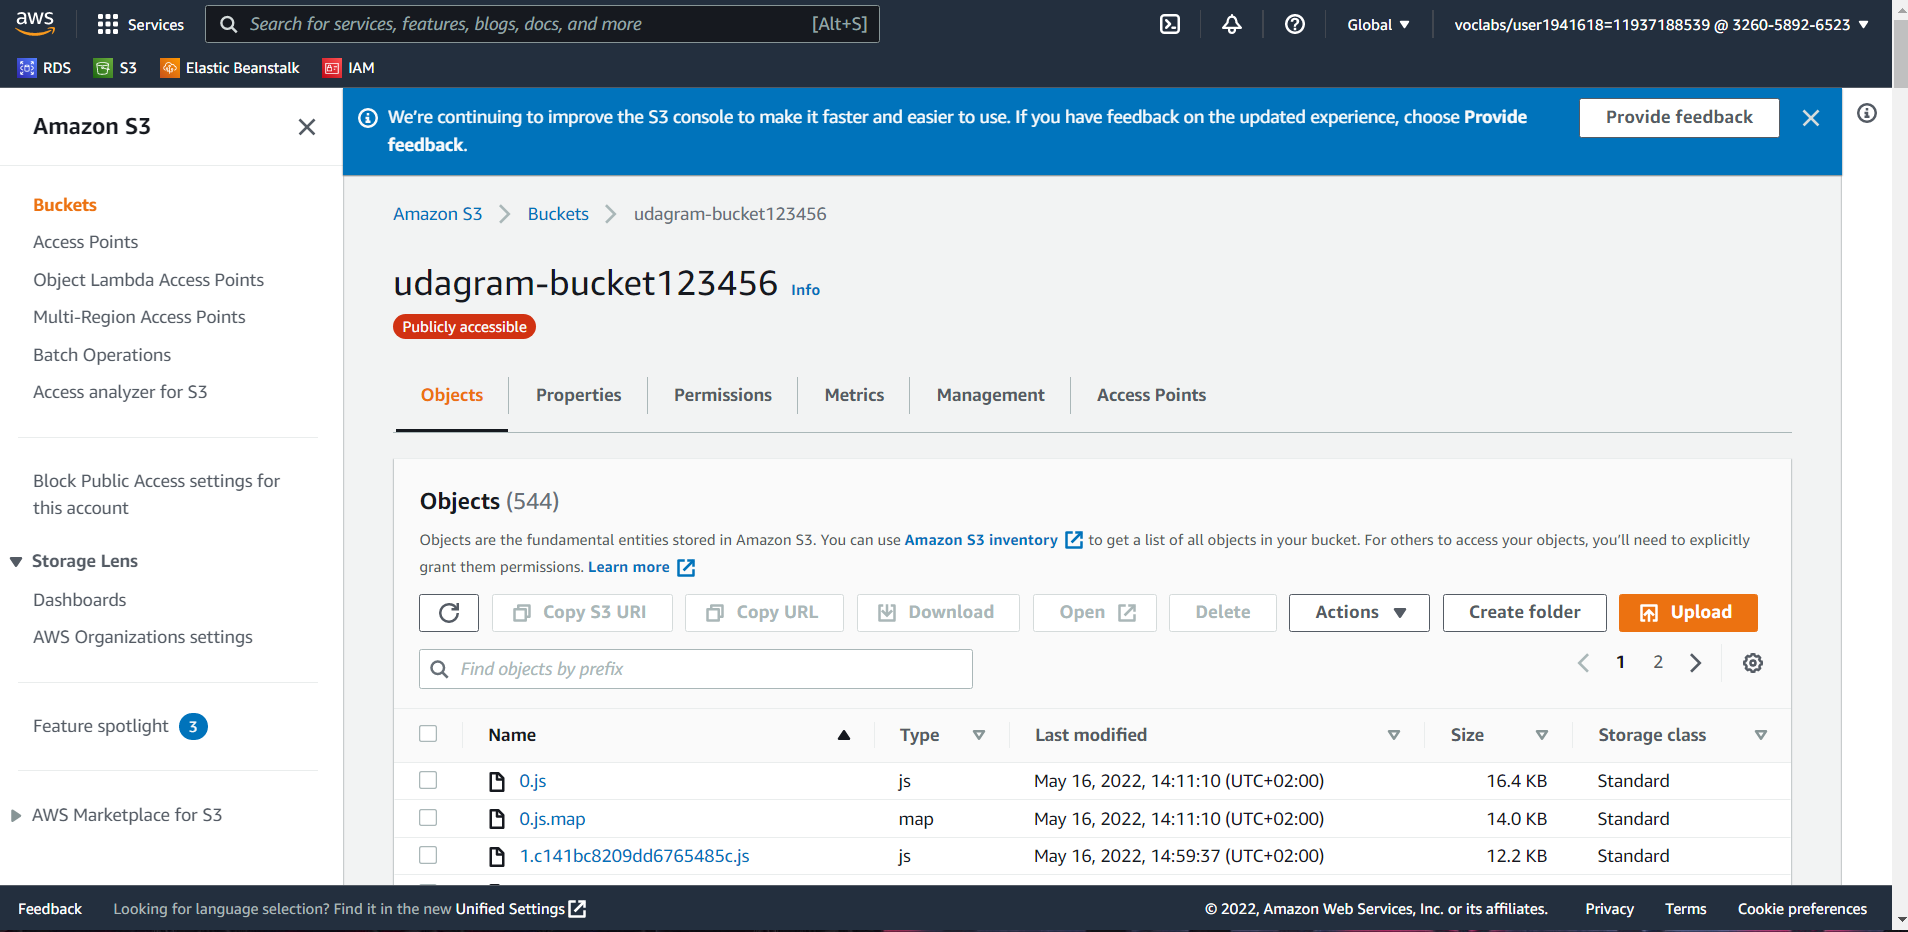 aws
Services
Search for services, features, blogs, docs, and more [Alt+S]
Global
voclabs/user1941618=11937188539 @ 3260-5892-6523
RDS
S3
Elastic Beanstalk
IAM
Amazon S3
Buckets
Access Points
Object Lambda Access Points
Multi-Region Access Points
Batch Operations
Access analyzer for S3
Block Public Access settings for
this account
Storage Lens
Dashboards
AWS Organizations settings
Feature spotlight 3
AWS Marketplace for S3
We're continuing to improve the S3 console to make it faster and easier to use. If you have feedback on the updated experience, choose Provide
feedback.
Provide feedback
Amazon S3 Buckets udagram-bucket123456
udagram-bucket123456 Info
Publicly accessible
Objects Properties Permissions Metrics Management Access Points
Objects (544)
Objects are the fundamental entities stored in Amazon S3. You can use Amazon S3 inventory to get a list of all objects in your bucket. For others to access your objects, you'll need to explicitly
grant them permissions. Learn more
Copy S3 URI Copy URL Download Open Delete Actions Create folder Upload
Find objects by prefix
1 2
Name Type Last modified Size Storage class
0.js js May 16, 2022, 14:11:10 (UTC+02:00) 16.4 KB Standard
0.js.map map May 16, 2022, 14:11:10 (UTC+02:00) 14.0 KB Standard
1.c141bc8209dd6765485c.js js May 16, 2022, 14:59:37 (UTC+02:00) 12.2 KB Standard
Feedback Looking for language selection? Find it in the new Unified Settings
© 2022, Amazon Web Services, Inc. or its affiliates. Privacy Terms Cookie preferences